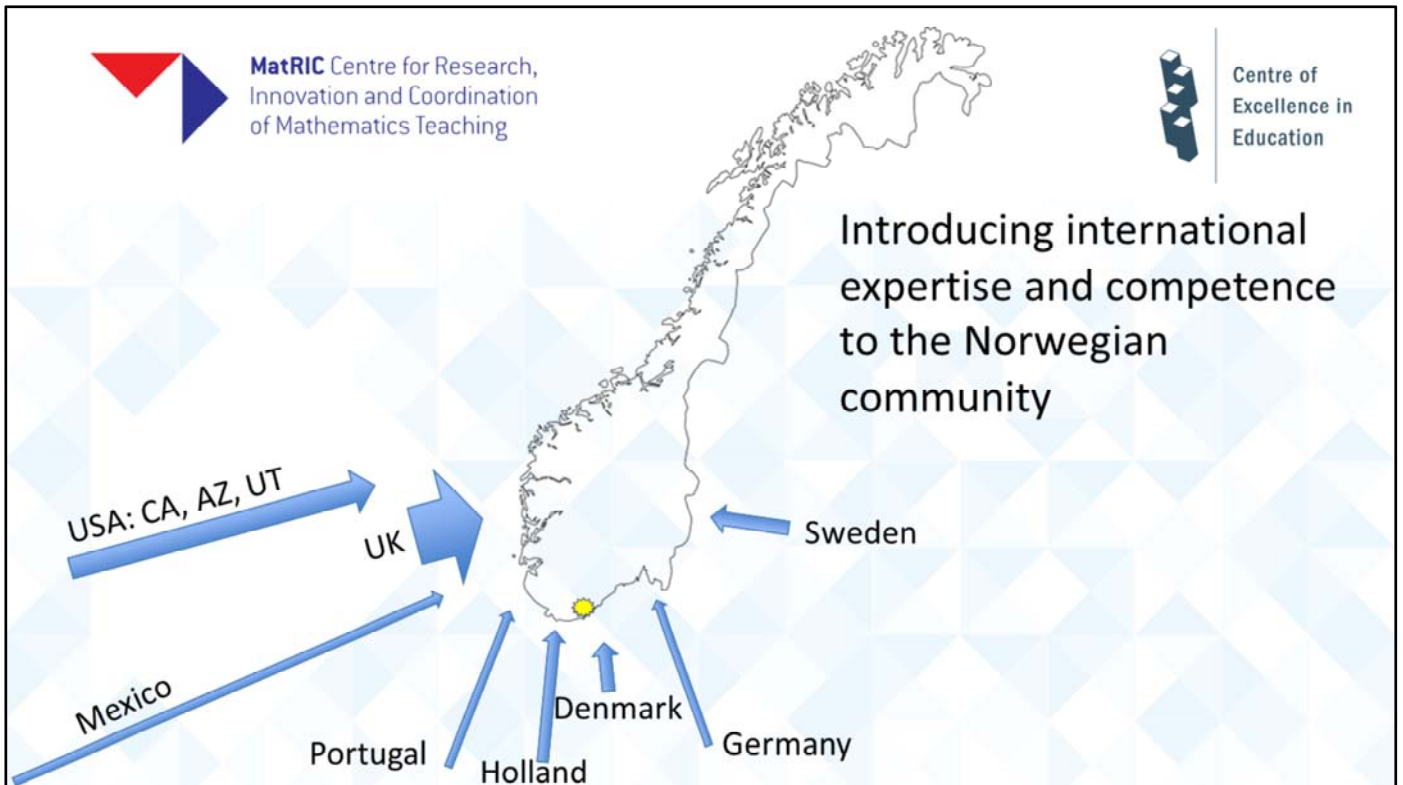 MatRIC Centre for Research,
Innovation and Coordination
of Mathematics Teaching
Centre of
Excellence in
Education
Introducing international
expertise and competence
to the Norwegian
community
USA: CA, AZ, UT
UK
Sweden
Mexico
Portugal
Holland
Denmark
Germany